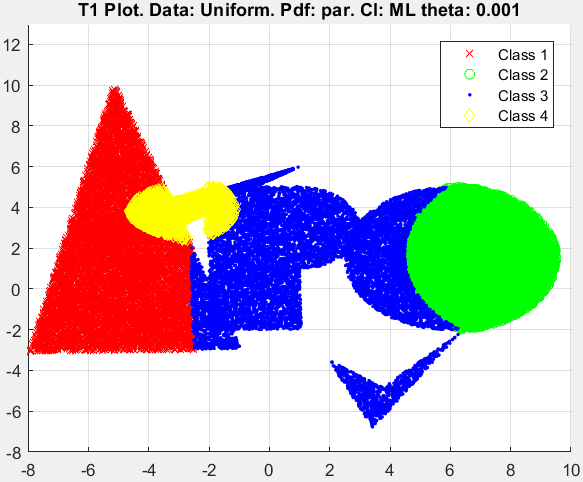 T1 Plot. Data: Uniform. Pdf: par. Cl: ML theta: 0.001
12
Class 1
10
Class 2
8
Class 3
Class 4
6
4
2
0
-2
-4
-6
-8
-8 -6 -4 -2 0 2 4 6 8 10